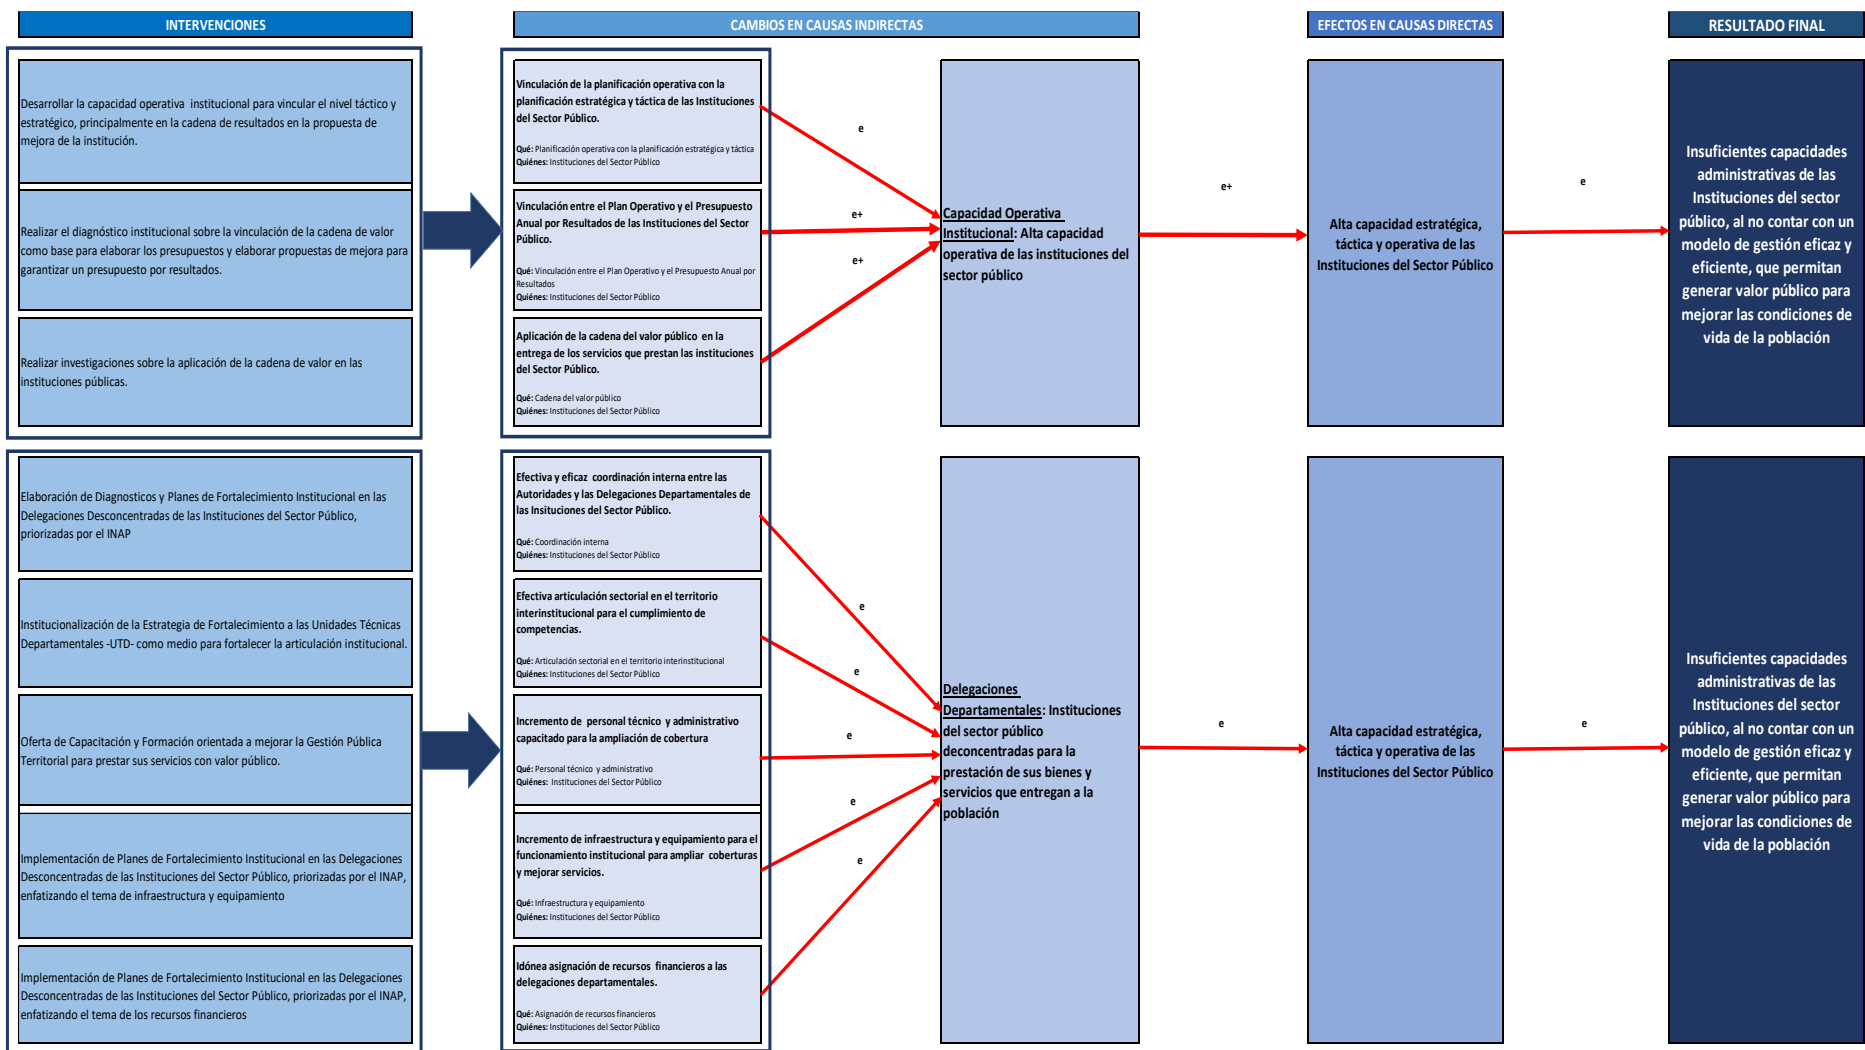 INTERVENCIONES
CAMBIOS EN CAUSAS INDIRECTAS
EFECTOS EN CAUSAS DIRECTAS
RESULTADO FINAL
Desarrollar la capacidad operativa institucional para vincular el nivel táctico y
estratégico, principalmente en la cadena de resultados en la propuesta de
mejora de la institución.
Realizar el diagnóstico institucional sobre la vinculación de la cadena de valor
como base para elaborar los presupuestos y elaborar propuestas de mejora para
garantizar un presupuesto por resultados.
Realizar investigaciones sobre la aplicación de la cadena de valor en las
instituciones públicas.
Vinculación de la planificación operativa con la
planificación estratégica y táctica de las Instituciones
del Sector Público.
Qué: Planificación operativa con la planificación estratégica y táctica
Quiénes: Instituciones del Sector Público
Vinculación entre el Plan Operativo y el Presupuesto
Anual por Resultados de las Instituciones del Sector
Público.
Qué: Vinculación entre el Plan Operativo y el Presupuesto Anual por
Resultados
Quiénes: Instituciones del Sector Público
Aplicación de la cadena del valor público en la
entrega de los servicios que prestan las instituciones
del Sector Público.
Qué: Cadena del valor público
Quiénes: Instituciones del Sector Público
e
e+
e+
Capacidad Operativa
Institucional: Alta capacidad
operativa de las instituciones del
sector público
e+
Alta capacidad estratégica,
táctica y operativa de las
Instituciones del Sector Público
e
Insuficientes capacidades
administrativas de las
Instituciones del sector
público, al no contar con un
modelo de gestión eficaz y
eficiente, que permitan
generar valor público para
mejorar las condiciones de
vida de la población
Elaboración de Diagnosticos y Planes de Fortalecimiento Institucional en las
Delegaciones Desconcentradas de las Instituciones del Sector Público,
priorizadas por el INAP
Institucionalización de la Estrategia de Fortalecimiento a las Unidades Técnicas
Departamentales -UTD- como medio para fortalecer la articulación institucional.
Oferta de Capacitación y Formación orientada a mejorar la Gestión Pública
Territorial para prestar sus servicios con valor público.
Implementación de Planes de Fortalecimiento Institucional en las Delegaciones
Desconcentradas de las Instituciones del Sector Público, priorizadas por el INAP,
enfatizando el tema de infraestructura y equipamiento
Implementación de Planes de Fortalecimiento Institucional en las Delegaciones
Desconcentradas de las Instituciones del Sector Público, priorizadas por el INAP,
enfatizando el tema de los recursos financieros
Efectiva y eficaz coordinación interna entre las
Autoridades y las Delegaciones Departamentales de
las Insituciones del Sector Público.
Qué: Coordinación interna
Quiénes: Instituciones del Sector Público
Efectiva articulación sectorial en el territorio
interinstitucional para el cumplimiento de
competencias.
Qué: Articulación sectorial en el territorio interinstitucional
Quiénes: Instituciones del Sector Público
Incremento de personal técnico y administrativo
capacitado para la ampliación de cobertura
Qué: Personal técnico y administrativo
Quiénes: Instituciones del Sector Público
Incremento de infraestructura y equipamiento para el
funcionamiento institucional para ampliar coberturas
y mejorar servicios.
Qué: Infraestructura y equipamiento
Quiénes: Instituciones del Sector Público
Idónea asignación de recursos financieros a las
delegaciones departamentales.
Qué: Asignación de recursos financieros
Quiénes: Instituciones del Sector Público
e
e
e
e
e
Delegaciones
Departamentales: Instituciones
del sector público
deconcentradas para la
prestación de sus bienes y
servicios que entregan a la
población
e
Alta capacidad estratégica,
táctica y operativa de las
Instituciones del Sector Público
e
Insuficientes capacidades
administrativas de las
Instituciones del sector
público, al no contar con un
modelo de gestión eficaz y
eficiente, que permitan
generar valor público para
mejorar las condiciones de
vida de la población